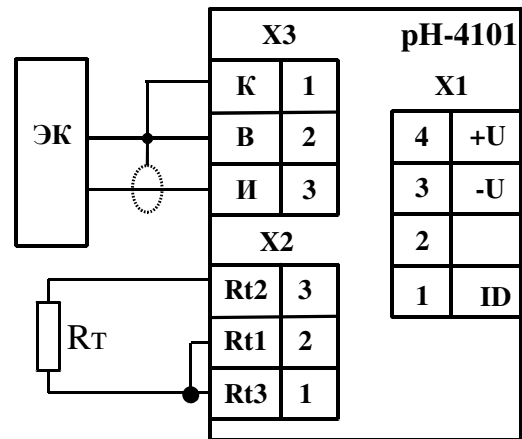 X3 pH-4101
К 1 X1
ЭК В 2 4 +U
И 3 3 -U
X2 2
Rt2 3 1 ID
Rт Rt1 2
Rt3 1